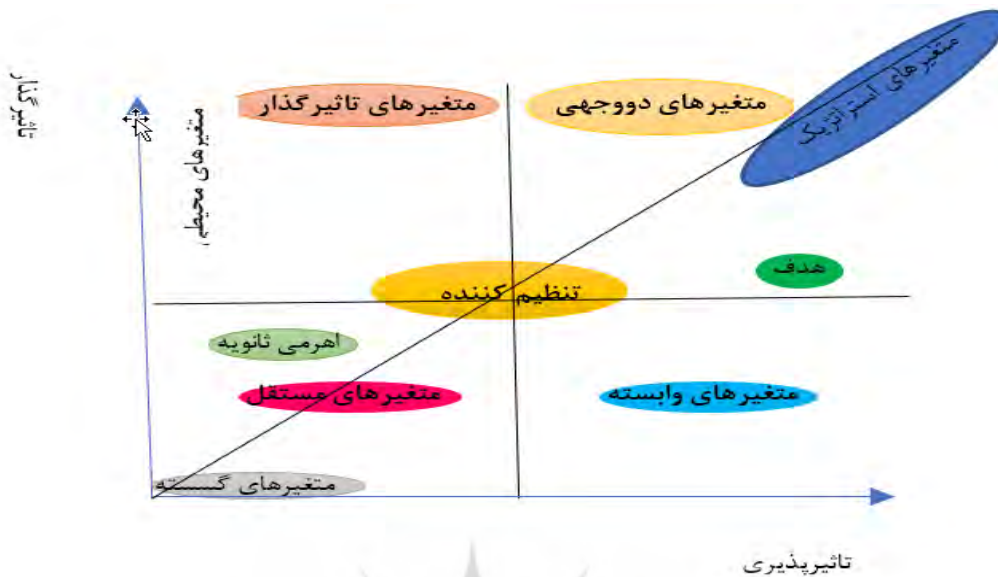 تاثیرگذار
متغیرهای محیطی
متغیرهای تاثیرگذار
متغیرهای دووجهی
متغیرهای استراتژیک
هدف
تنظیم کننده
اهرمی ثانویه
متغیرهای مستقل
متغیرهای وابسته
متغیرهای گسسته
تاثیرپذیری